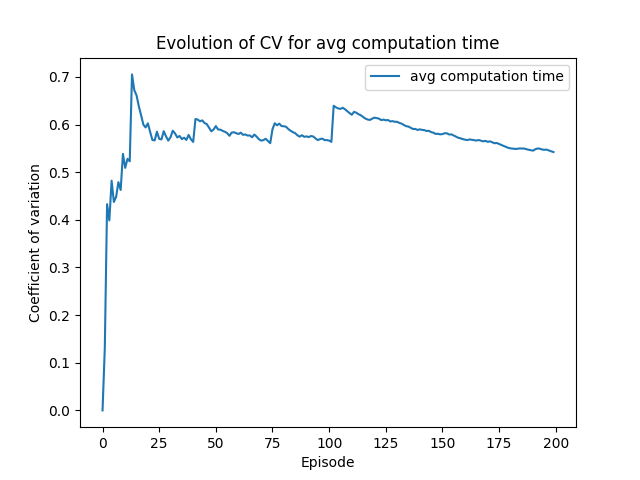 Evolution of CV for avg computation time
avg computation time
Coefficient of variation
0.7
0.6
0.5
0.4
0.3
0.2
0.1
0.0
0 25 50 75 100 125 150 175 200
Episode